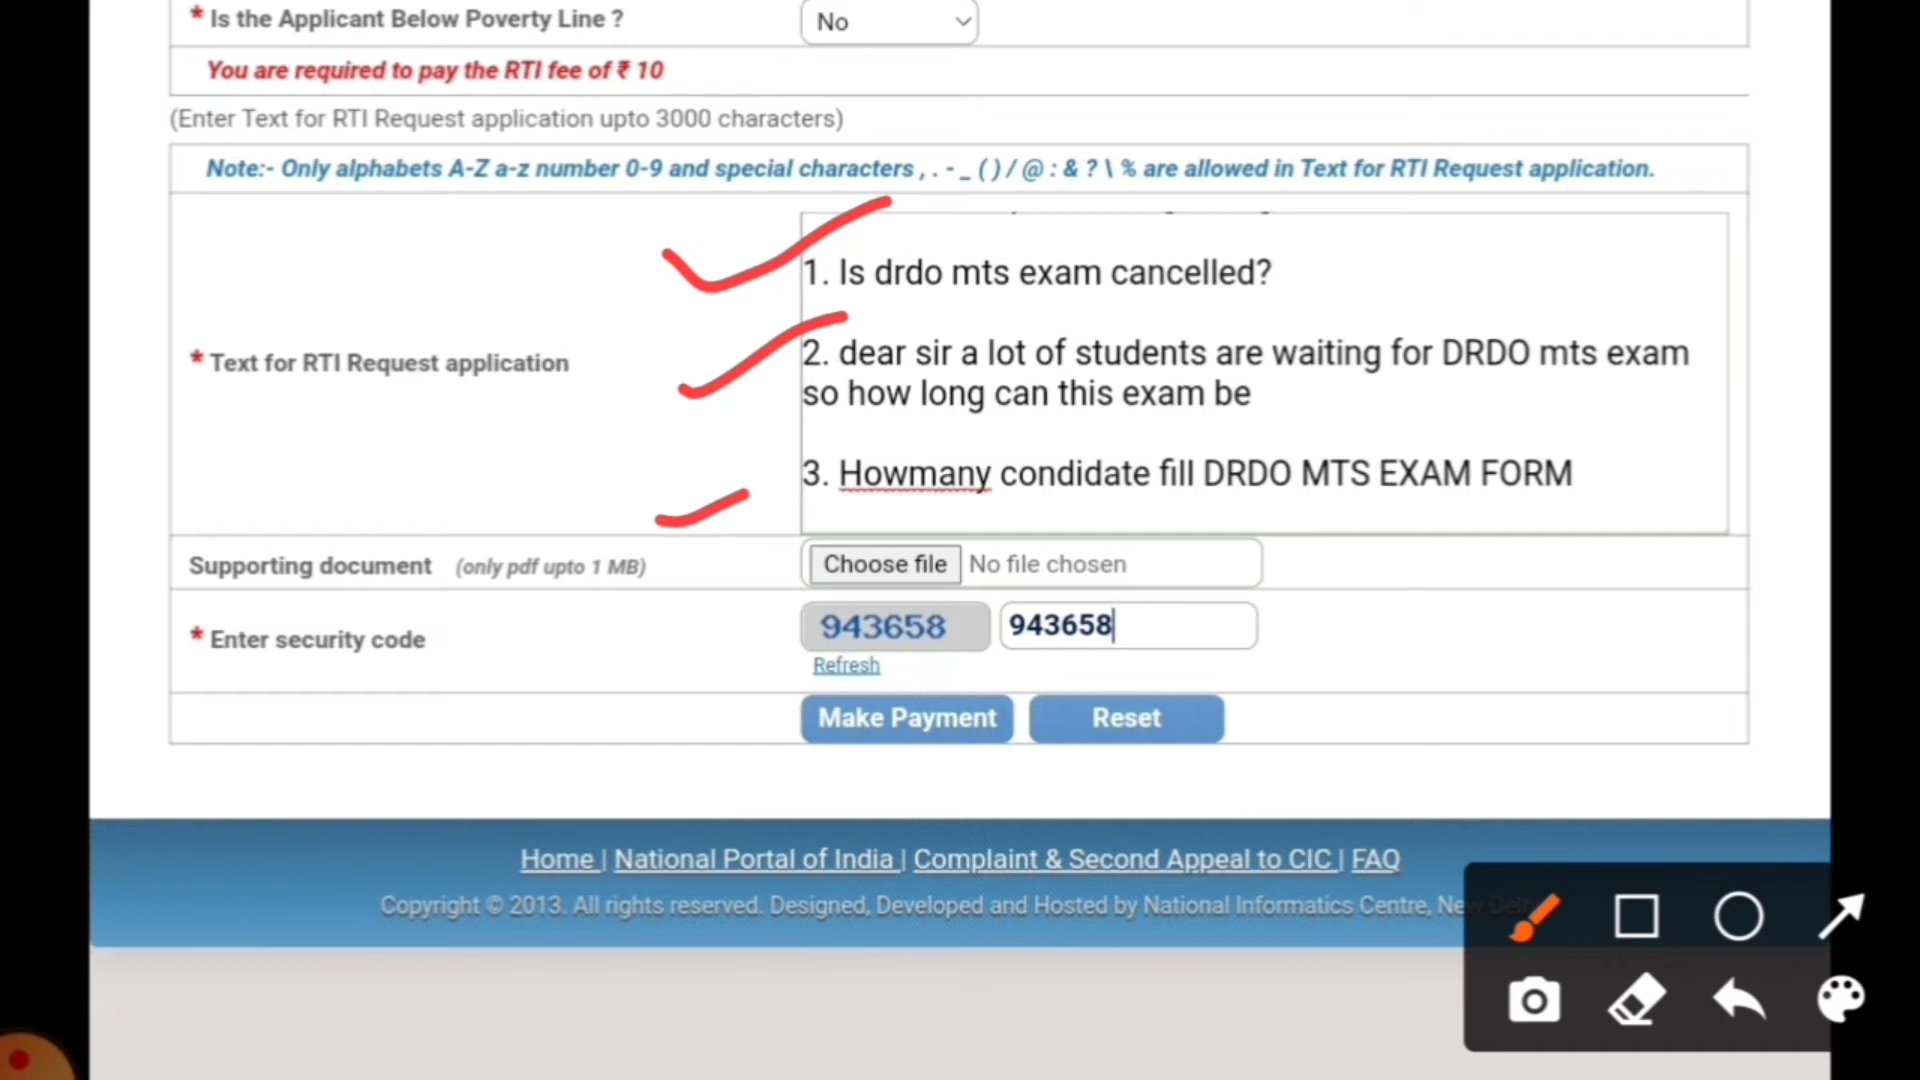 * Is the Applicant Below Poverty Line ? No
You are required to pay the RTI fee of ₹ 10
(Enter Text for RTI Request application upto 3000 characters)
Note:- Only alphabets A-Z a-z number 0-9 and special characters , . - _ ( ) / @ : & ? \ % are allowed in Text for RTI Request application.
* Text for RTI Request application
1. Is drdo mts exam cancelled?
2. dear sir a lot of students are waiting for DRDO mts exam
so how long can this exam be
3. Howmany condidate fill DRDO MTS EXAM FORM
Supporting document (only pdf upto 1 MB) Choose file No file chosen
* Enter security code 943658 943658
Refresh
Make Payment Reset
Home | National Portal of India | Complaint & Second Appeal to CIC | FAQ
Copyright © 2013. All rights reserved. Designed, Developed and Hosted by National Informatics Centre, New Delhi